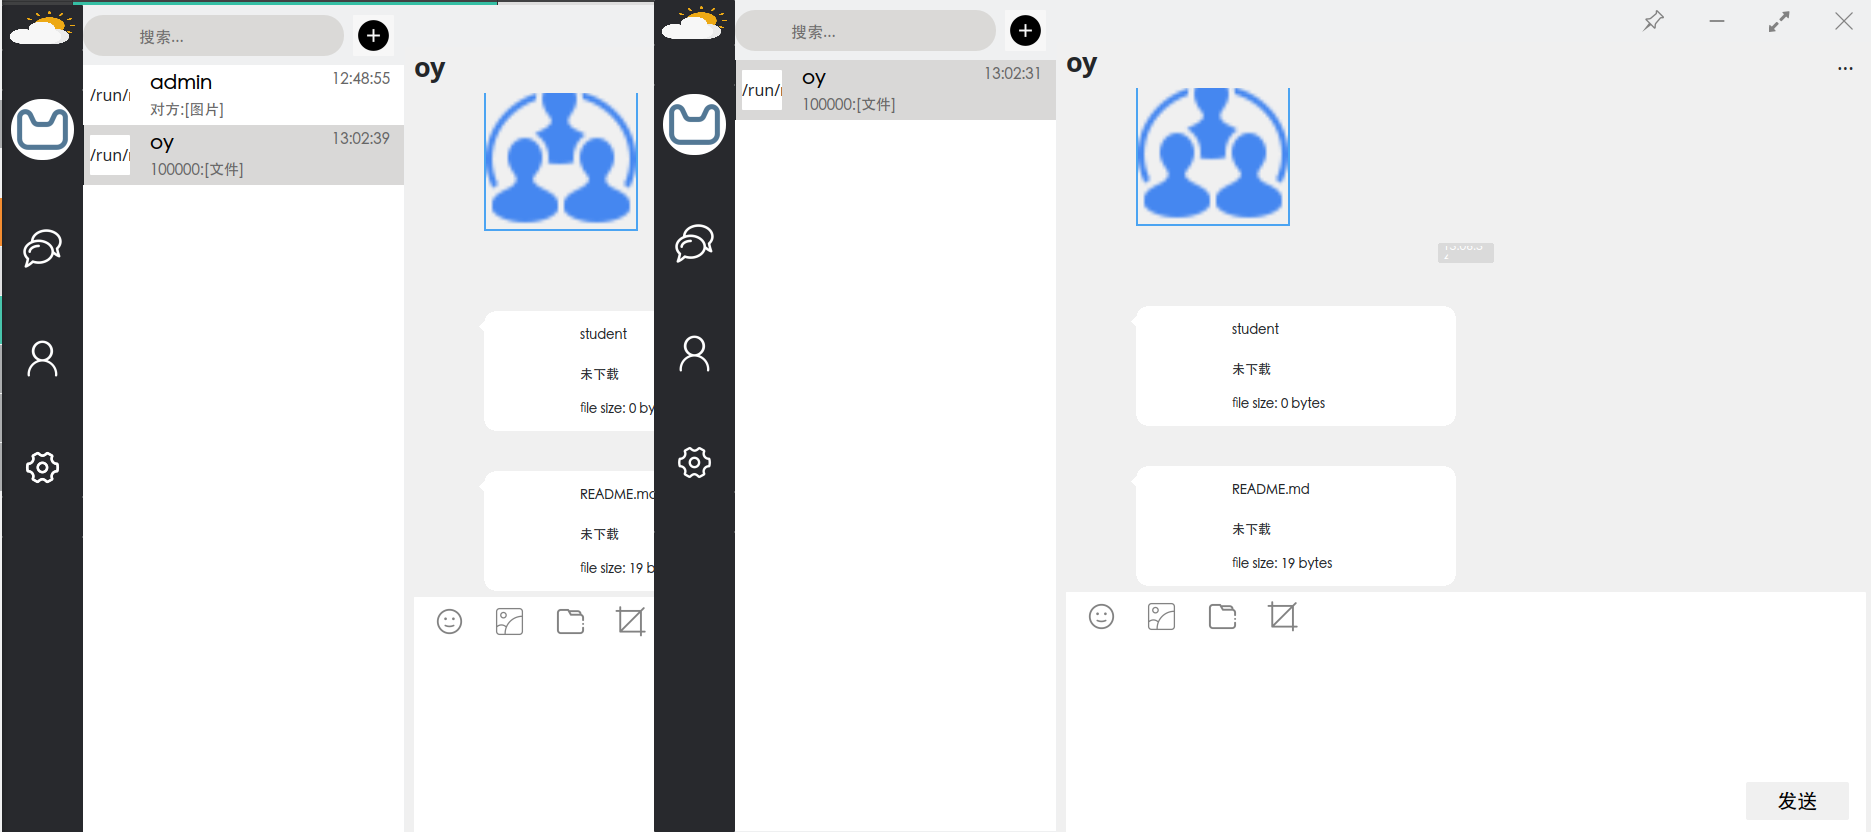 搜索...
admin
12:48:55
/run/r
对方:[图片]
oy
13:02:39
/run/r
100000:[文件]
oy
student
未下载
file size: 0 by
README.md
未下载
file size: 19 b
搜索...
oy
13:02:31
/run/r
100000:[文件]
oy
...
student
未下载
file size: 0 bytes
README.md
未下载
file size: 19 bytes
发送